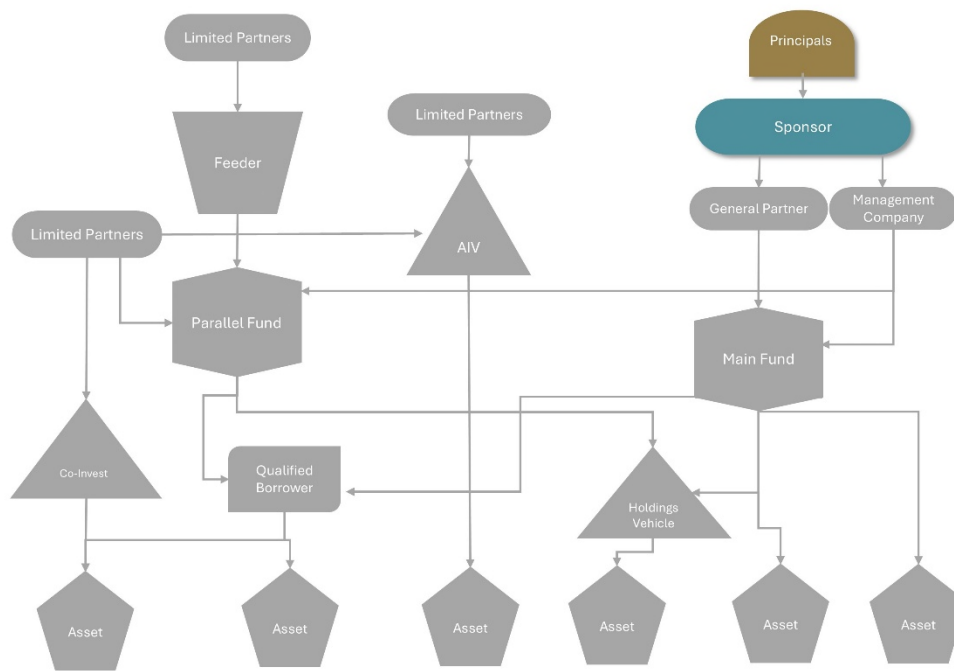 Limited Partners
Principals
Limited Partners
Sponsor
Feeder
General Partner
Management
Company
Limited Partners
AIV
Parallel Fund
Main Fund
Co-Invest
Qualified
Borrower
Holdings
Vehicle
Asset
Asset
Asset
Asset
Asset
Asset